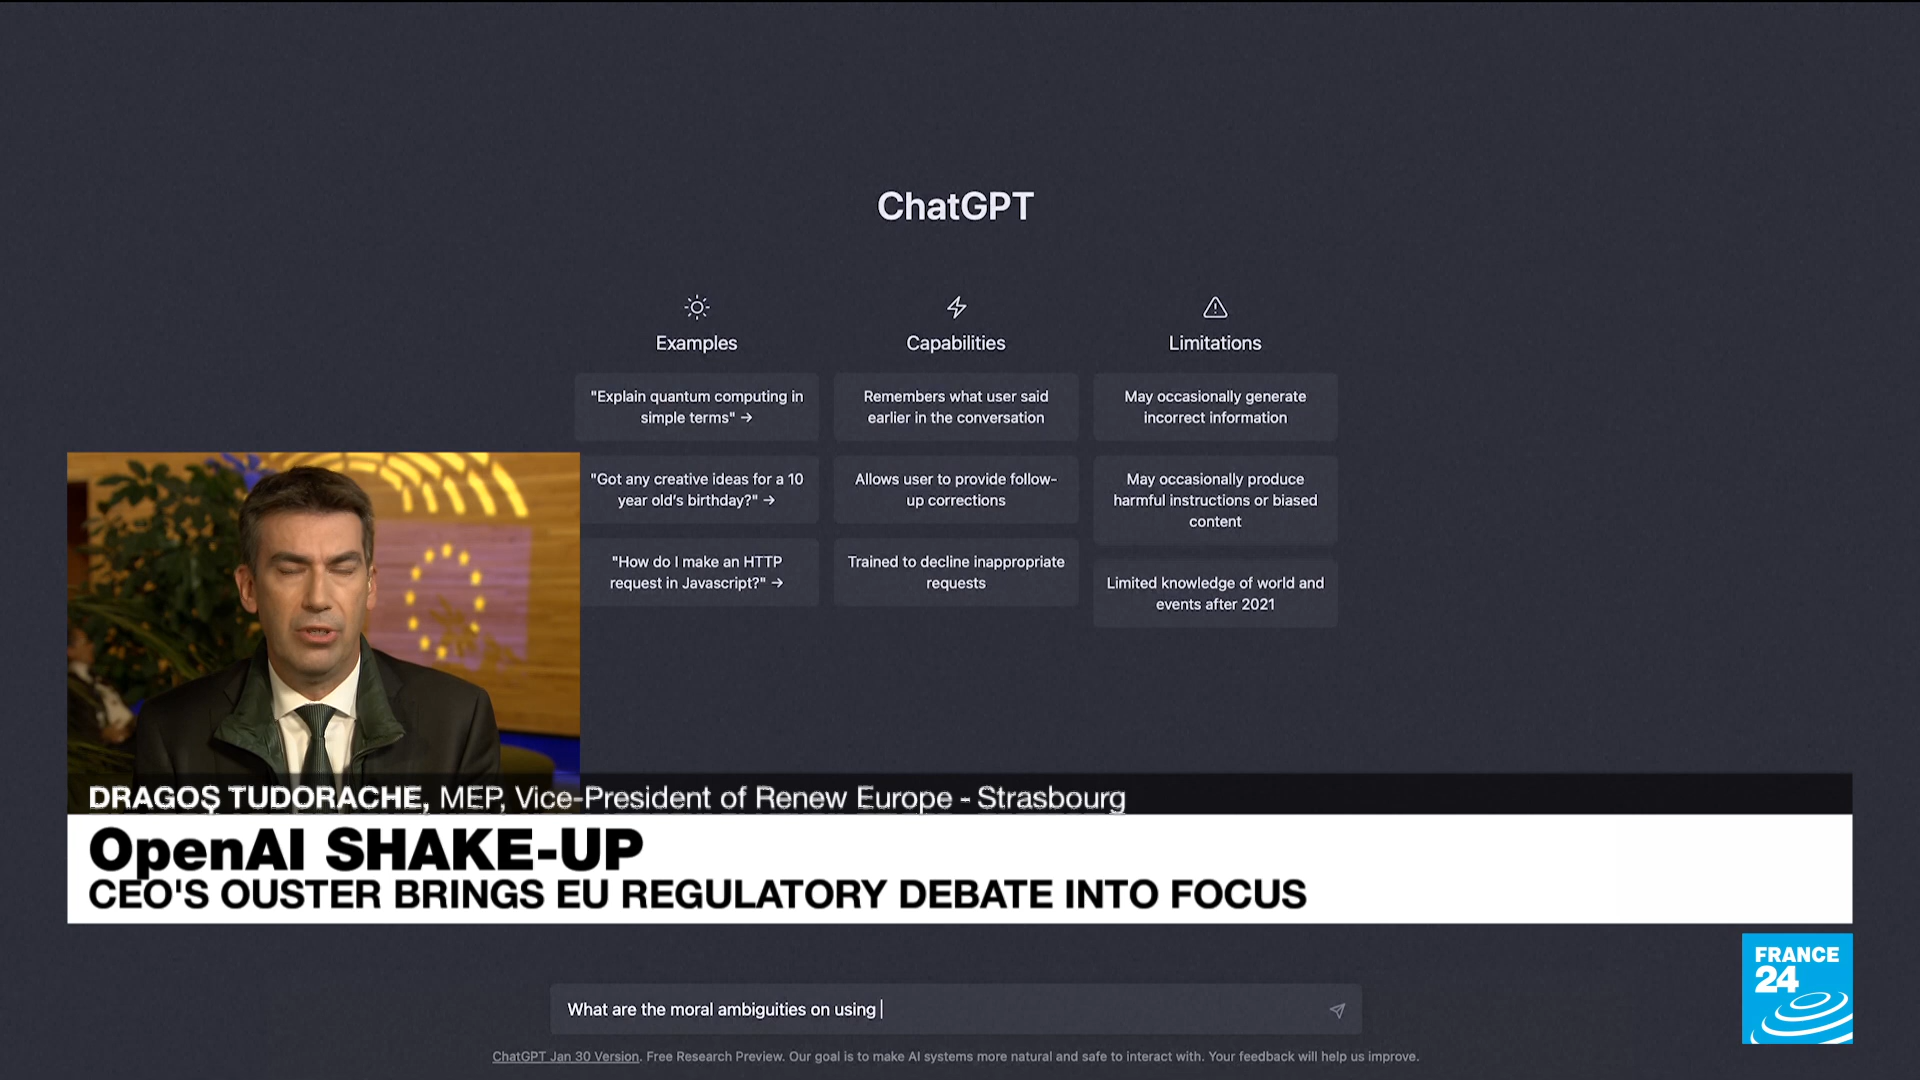 ChatGPT
Examples
"Explain quantum computing in
simple terms" →
"Got any creative ideas for a 10
year old's birthday?" →
"How do I make an HTTP
request in Javascript?" →
Capabilities
Remembers what user said
earlier in the conversation
Allows user to provide follow-
up corrections
Trained to decline inappropriate
requests
Limitations
May occasionally generate
incorrect information
May occasionally produce
harmful instructions or biased
content
Limited knowledge of world and
events after 2021
DRAGOŞ TUDORACHE, MEP, Vice-President of Renew Europe - Strasbourg
OpenAI SHAKE-UP
CEO'S OUSTER BRINGS EU REGULATORY DEBATE INTO FOCUS
FRANCE
24
What are the moral ambiguities on using
ChatGPT Jan 30 Version. Free Research Preview. Our goal is to make AI systems more natural and safe to interact with. Your feedback will help us improve.